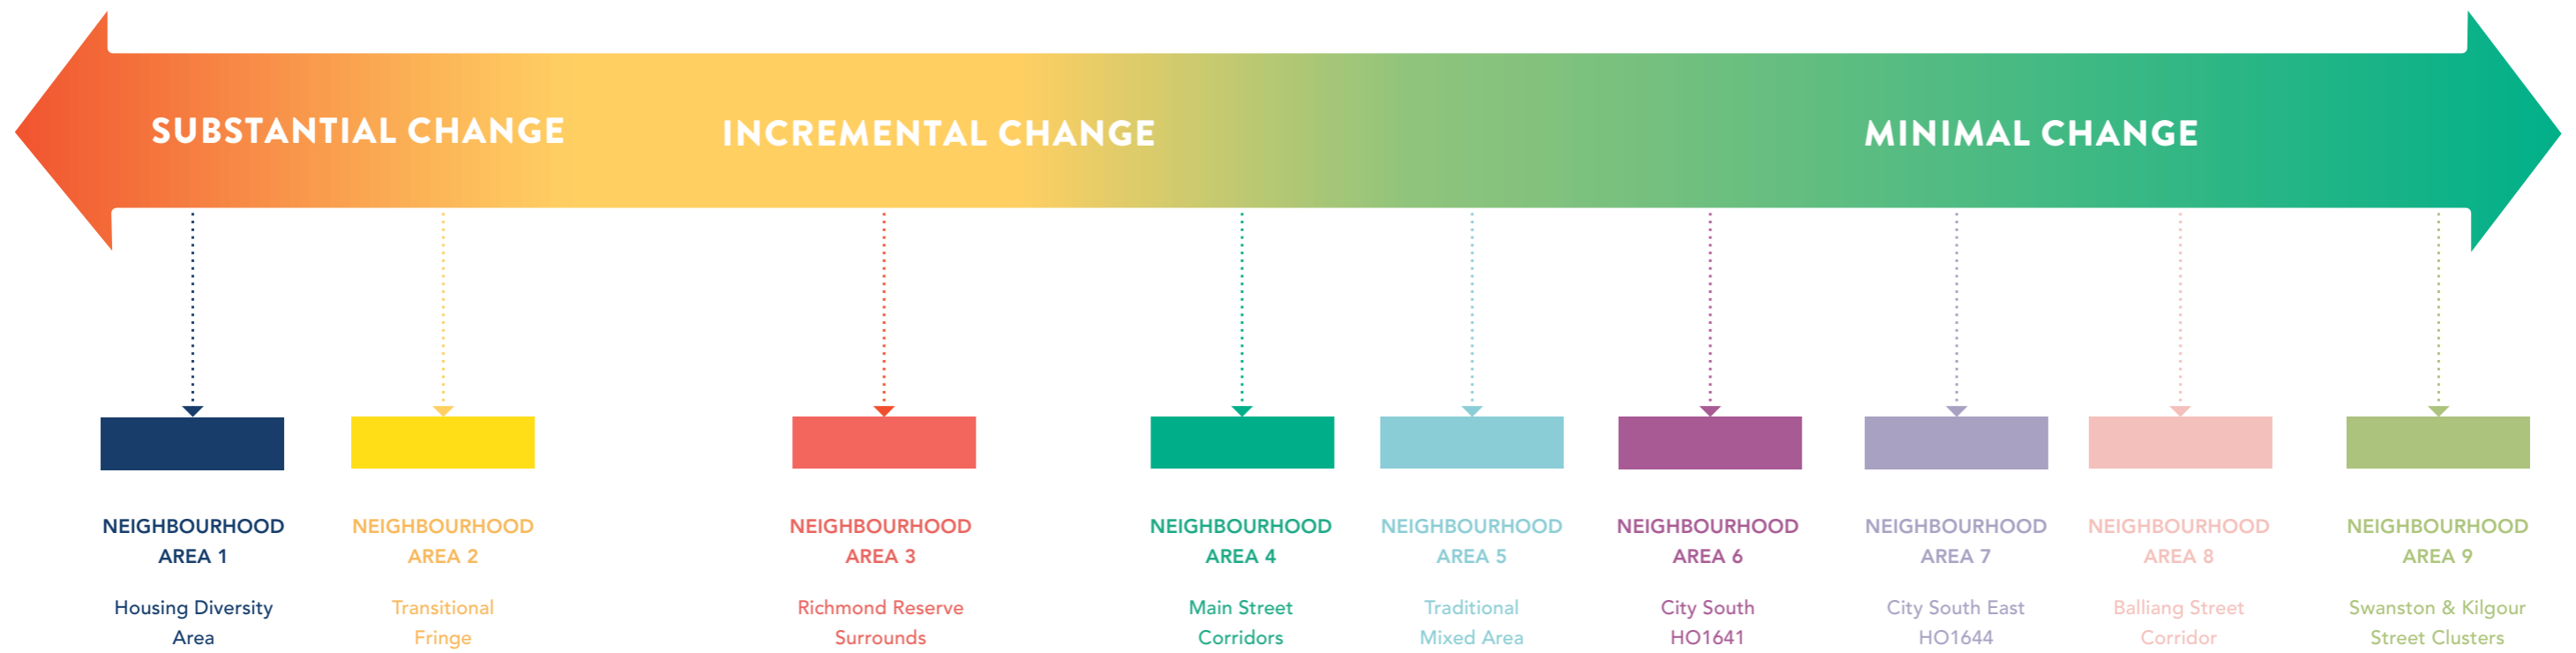 SUBSTANTIAL CHANGE
INCREMENTAL CHANGE
MINIMAL CHANGE
NEIGHBOURHOOD
AREA 1
Housing Diversity
Area
NEIGHBOURHOOD
AREA 2
Transitional
Fringe
NEIGHBOURHOOD
AREA 3
Richmond Reserve
Surrounds
NEIGHBOURHOOD
AREA 4
Main Street
Corridors
NEIGHBOURHOOD
AREA 5
Traditional
Mixed Area
NEIGHBOURHOOD
AREA 6
City South
HO1641
NEIGHBOURHOOD
AREA 7
City South East
HO1644
NEIGHBOURHOOD
AREA 8
Balliang Street
Corridor
NEIGHBOURHOOD
AREA 9
Swanston & Kilgour
Street Clusters